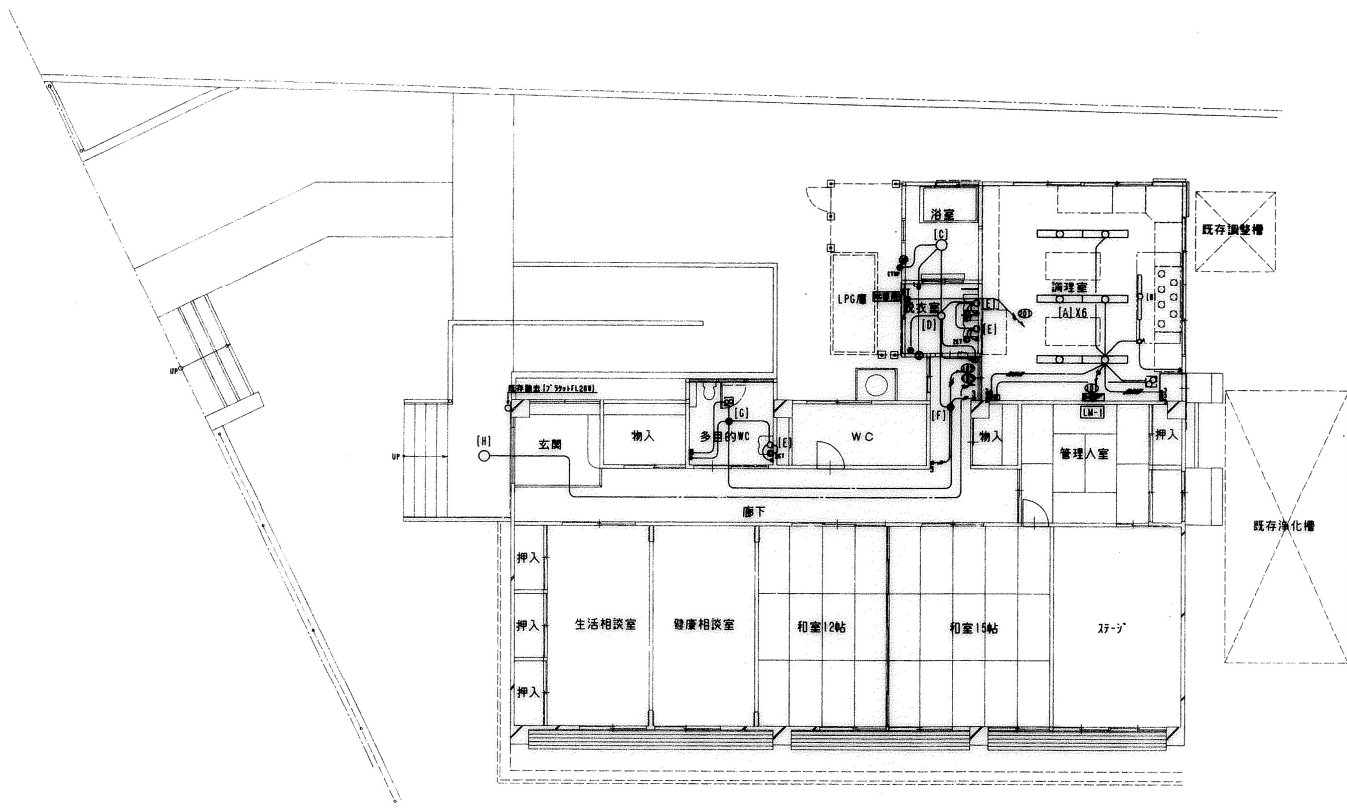 浴室
既存調整槽
[C]
LPG庫
調理室
[B]
脱衣室
[E]
[A]X6
[D]
[E]
UP
既存撤去[ブラケットFL20W]
[G]
[F]
LM-1
[H]
玄関
物入
多目的WC
[E]
WC
物入
管理人室
押入
UP
廊下
既存浄化槽
押入
生活相談室
健康相談室
和室12帖
和室15帖
ステージ
押入
押入